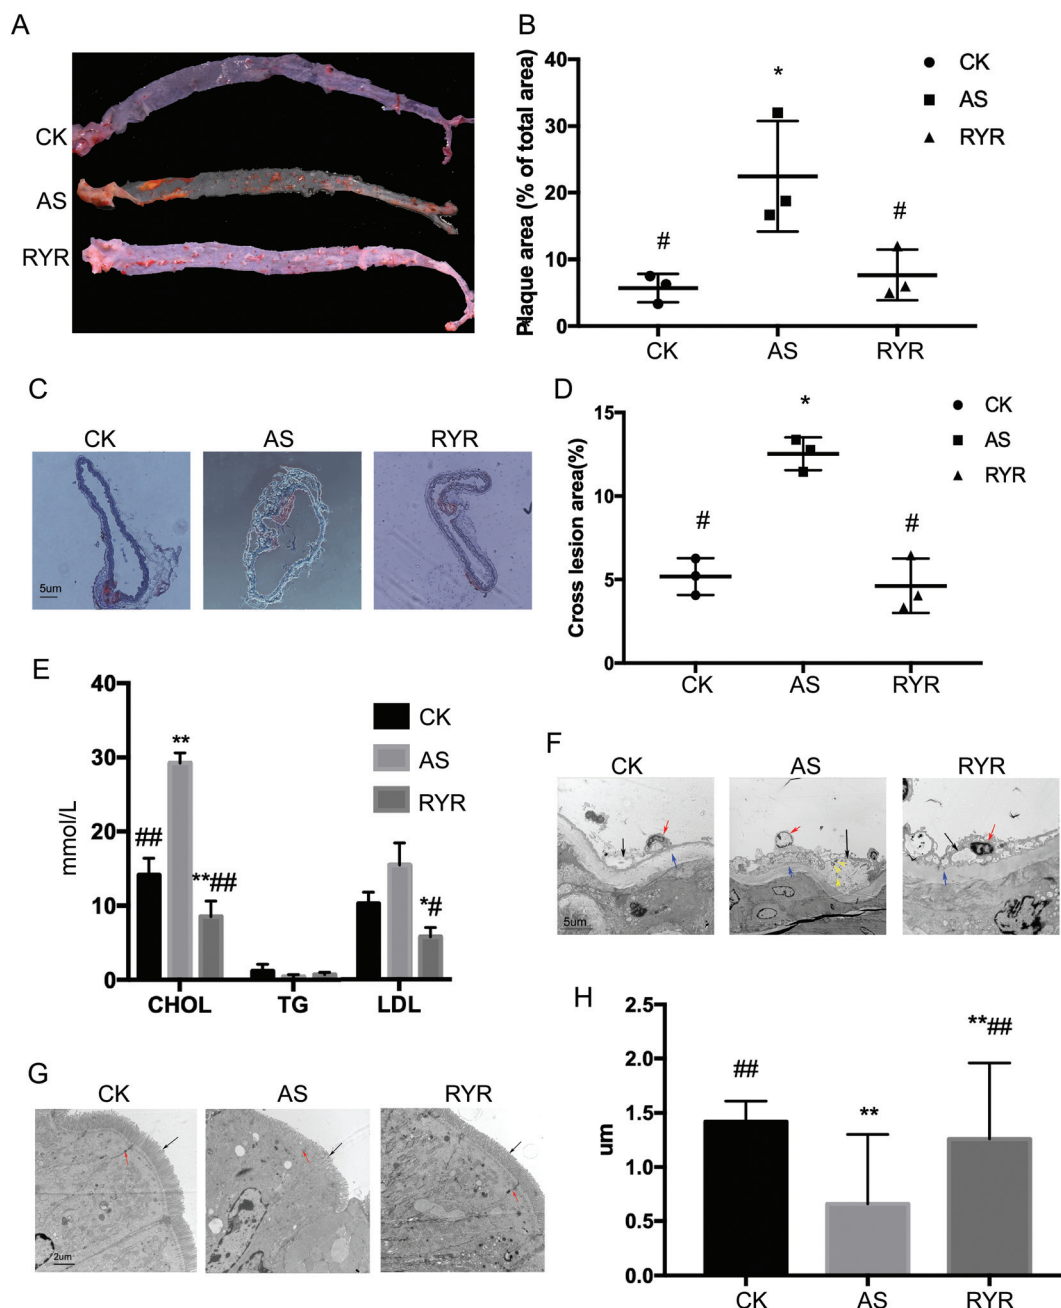 A
CK
AS
RYR
B
Plaque area (% of total area)
40
30
20
10
0
*
#
#
*
CK
AS
RYR
CK
AS
RYR
C
CK
AS
RYR
5um
D
Cross lesion area(%)
15
10
5
0
#
*
#
CK
AS
RYR
CK
AS
RYR
E
mmol/L
40
30
20
10
0
##
**
**##
*#
CHOL
TG
LDL
CK
AS
RYR
F
CK
AS
RYR
5um
G
CK
AS
RYR
2um
H
um
2.5
2.0
1.5
1.0
0.5
0.0
##
**
**##
CK
AS
RYR